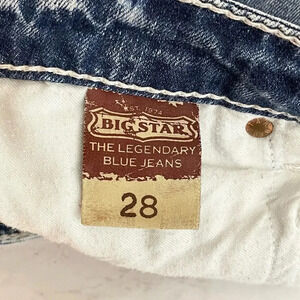 EST. 1974
BIG STAR
THE LEGENDARY
BLUE JEANS
28